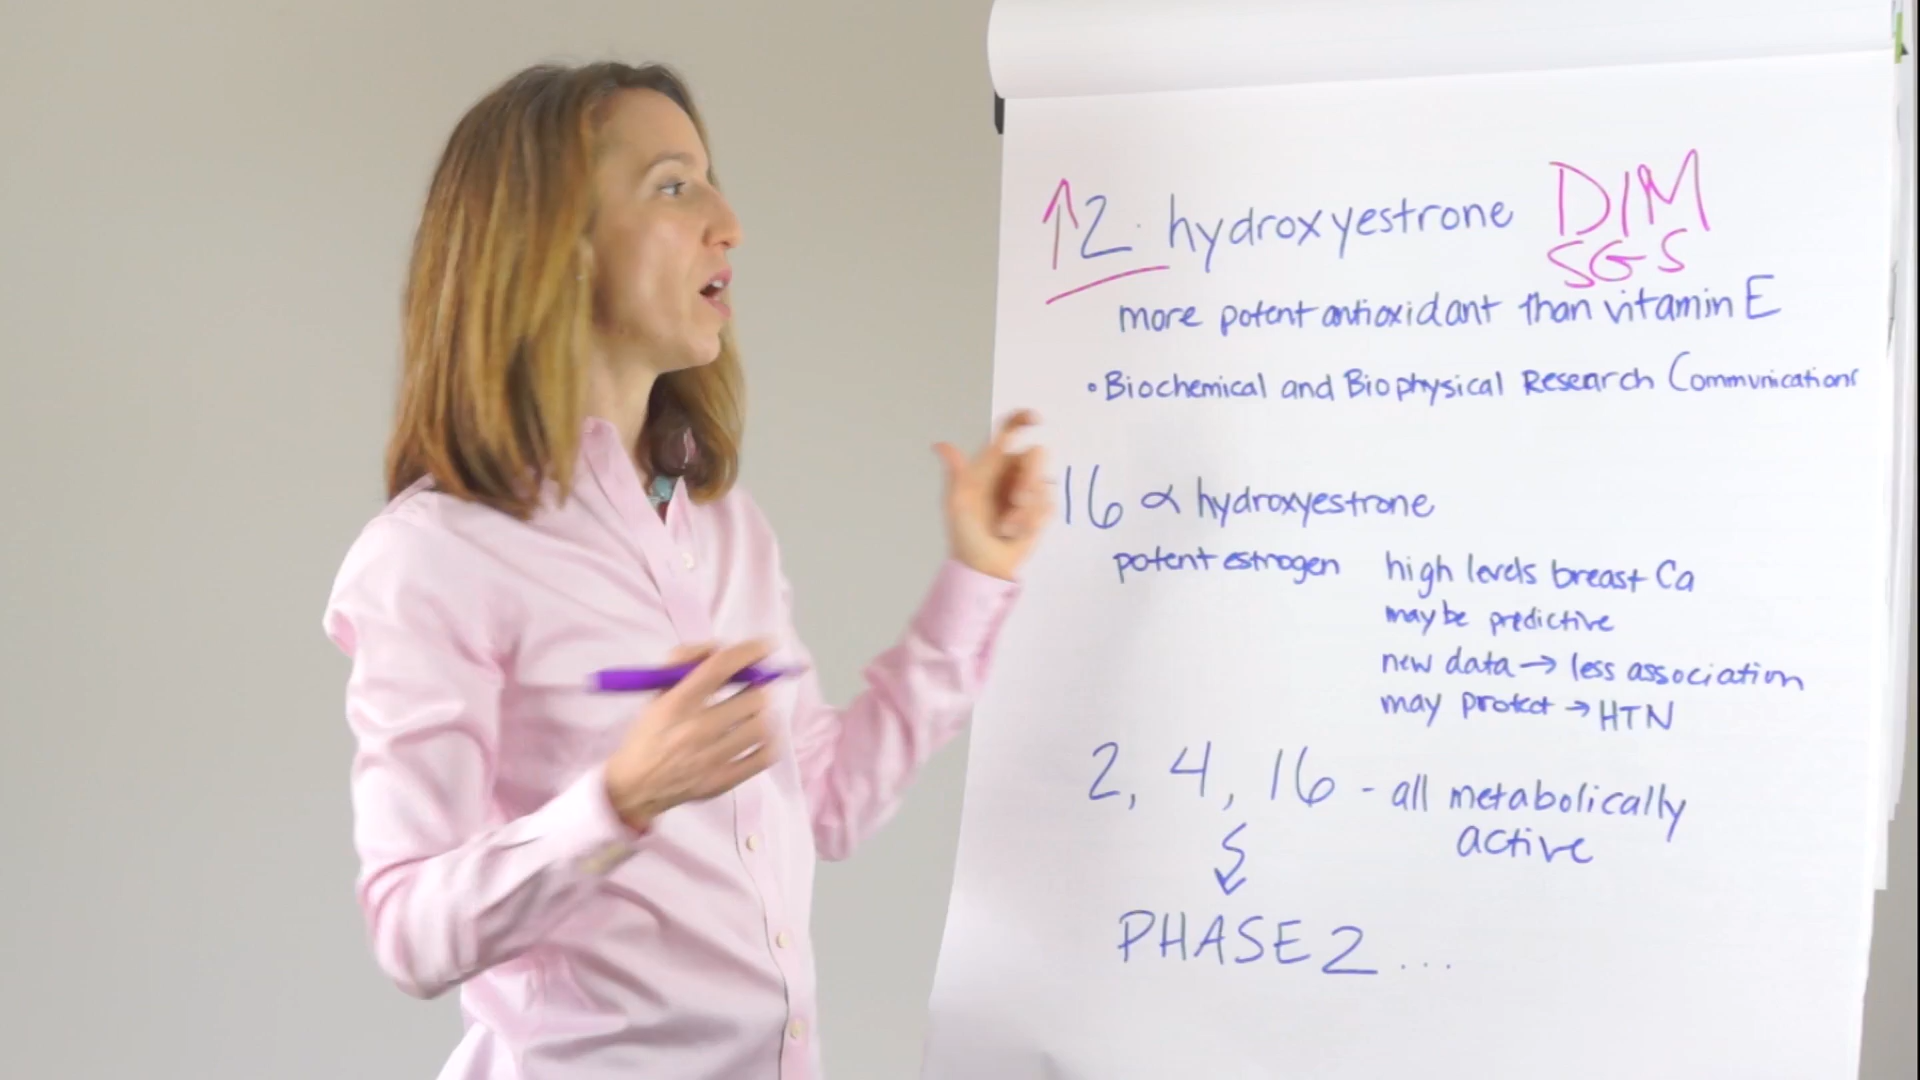 ↑2 hydroxyestrone DIM
SGS
more potent antioxidant than vitamin E
• Biochemical and Biophysical Research Communications
16 α hydroxyestrone
potent estrogen high levels breast Ca
may be predictive
new data → less association
may protect → HTN
2, 4, 16 - all metabolically
active
PHASE 2 ...